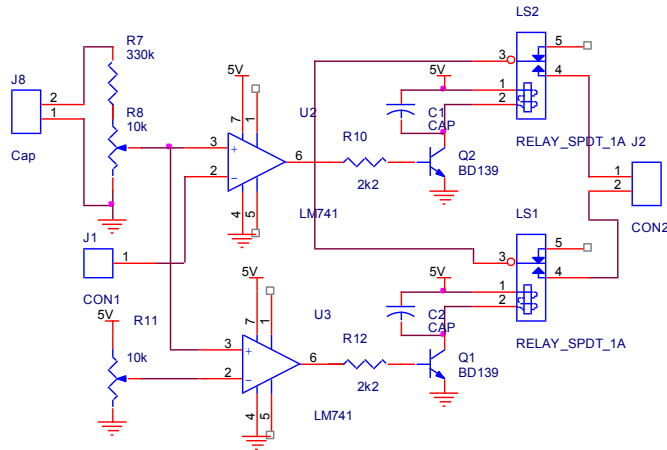 LS2
R7
330k
J8
2
1
Cap
R8
10k
5V
7
1
U2
3
2
6
4
5
LM741
R10
2k2
5V
C1
CAP
Q2
BD139
3
5
4
1
2
RELAY_SPDT_1A
J2
1
2
CON2
J1
1
CON1
5V
R11
10k
5V
7
1
U3
3
2
6
4
5
LM741
R12
2k2
5V
C2
CAP
Q1
BD139
LS1
3
5
4
1
2
RELAY_SPDT_1A